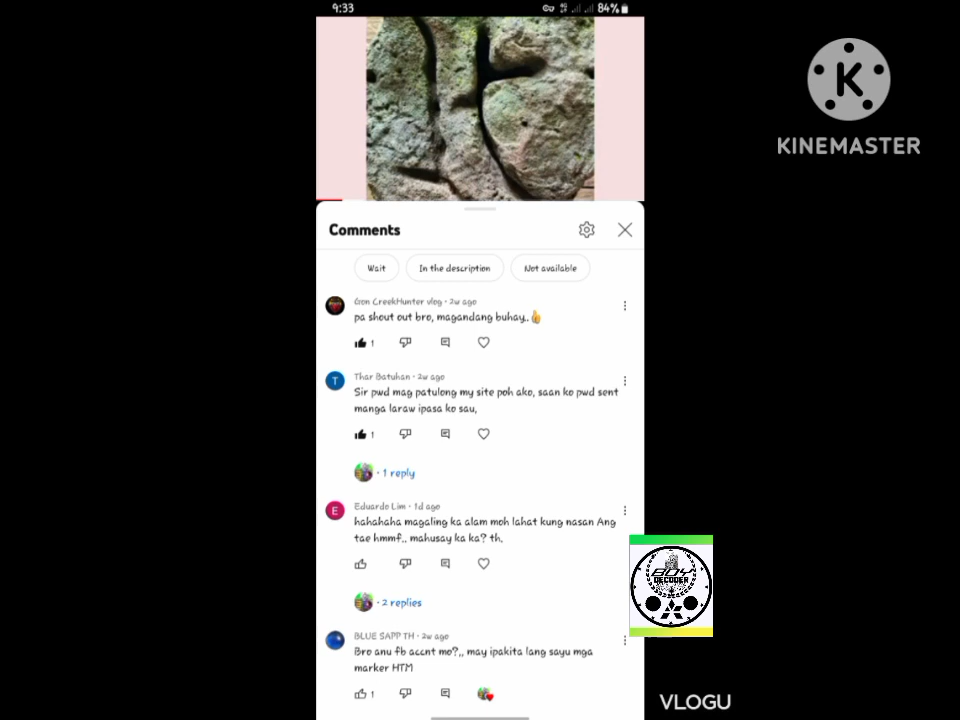 9:33
84%
KINEMASTER
Comments
Wait
In the description
Not available
Gon CreekHunter vlog · 2w ago
pa shout out bro, magandang buhay..👍
1
T
Thar Batuhan · 2w ago
Sir pwd mag patulong my site poh ako, saan ko pwd sent
manga laraw ipasa ko sau,
1
· 1 reply
E
Eduardo Lim · 1d ago
hahahaha magaling ka alam moh lahat kung nasan Ang
tae hmmf.. mahusay ka ka? th.
· 2 replies
BOY
DECODER
BLUE SAPP TH · 2w ago
Bro anu fb accnt mo?,, may ipakita lang sayu mga
marker HTM
1
VLOGU